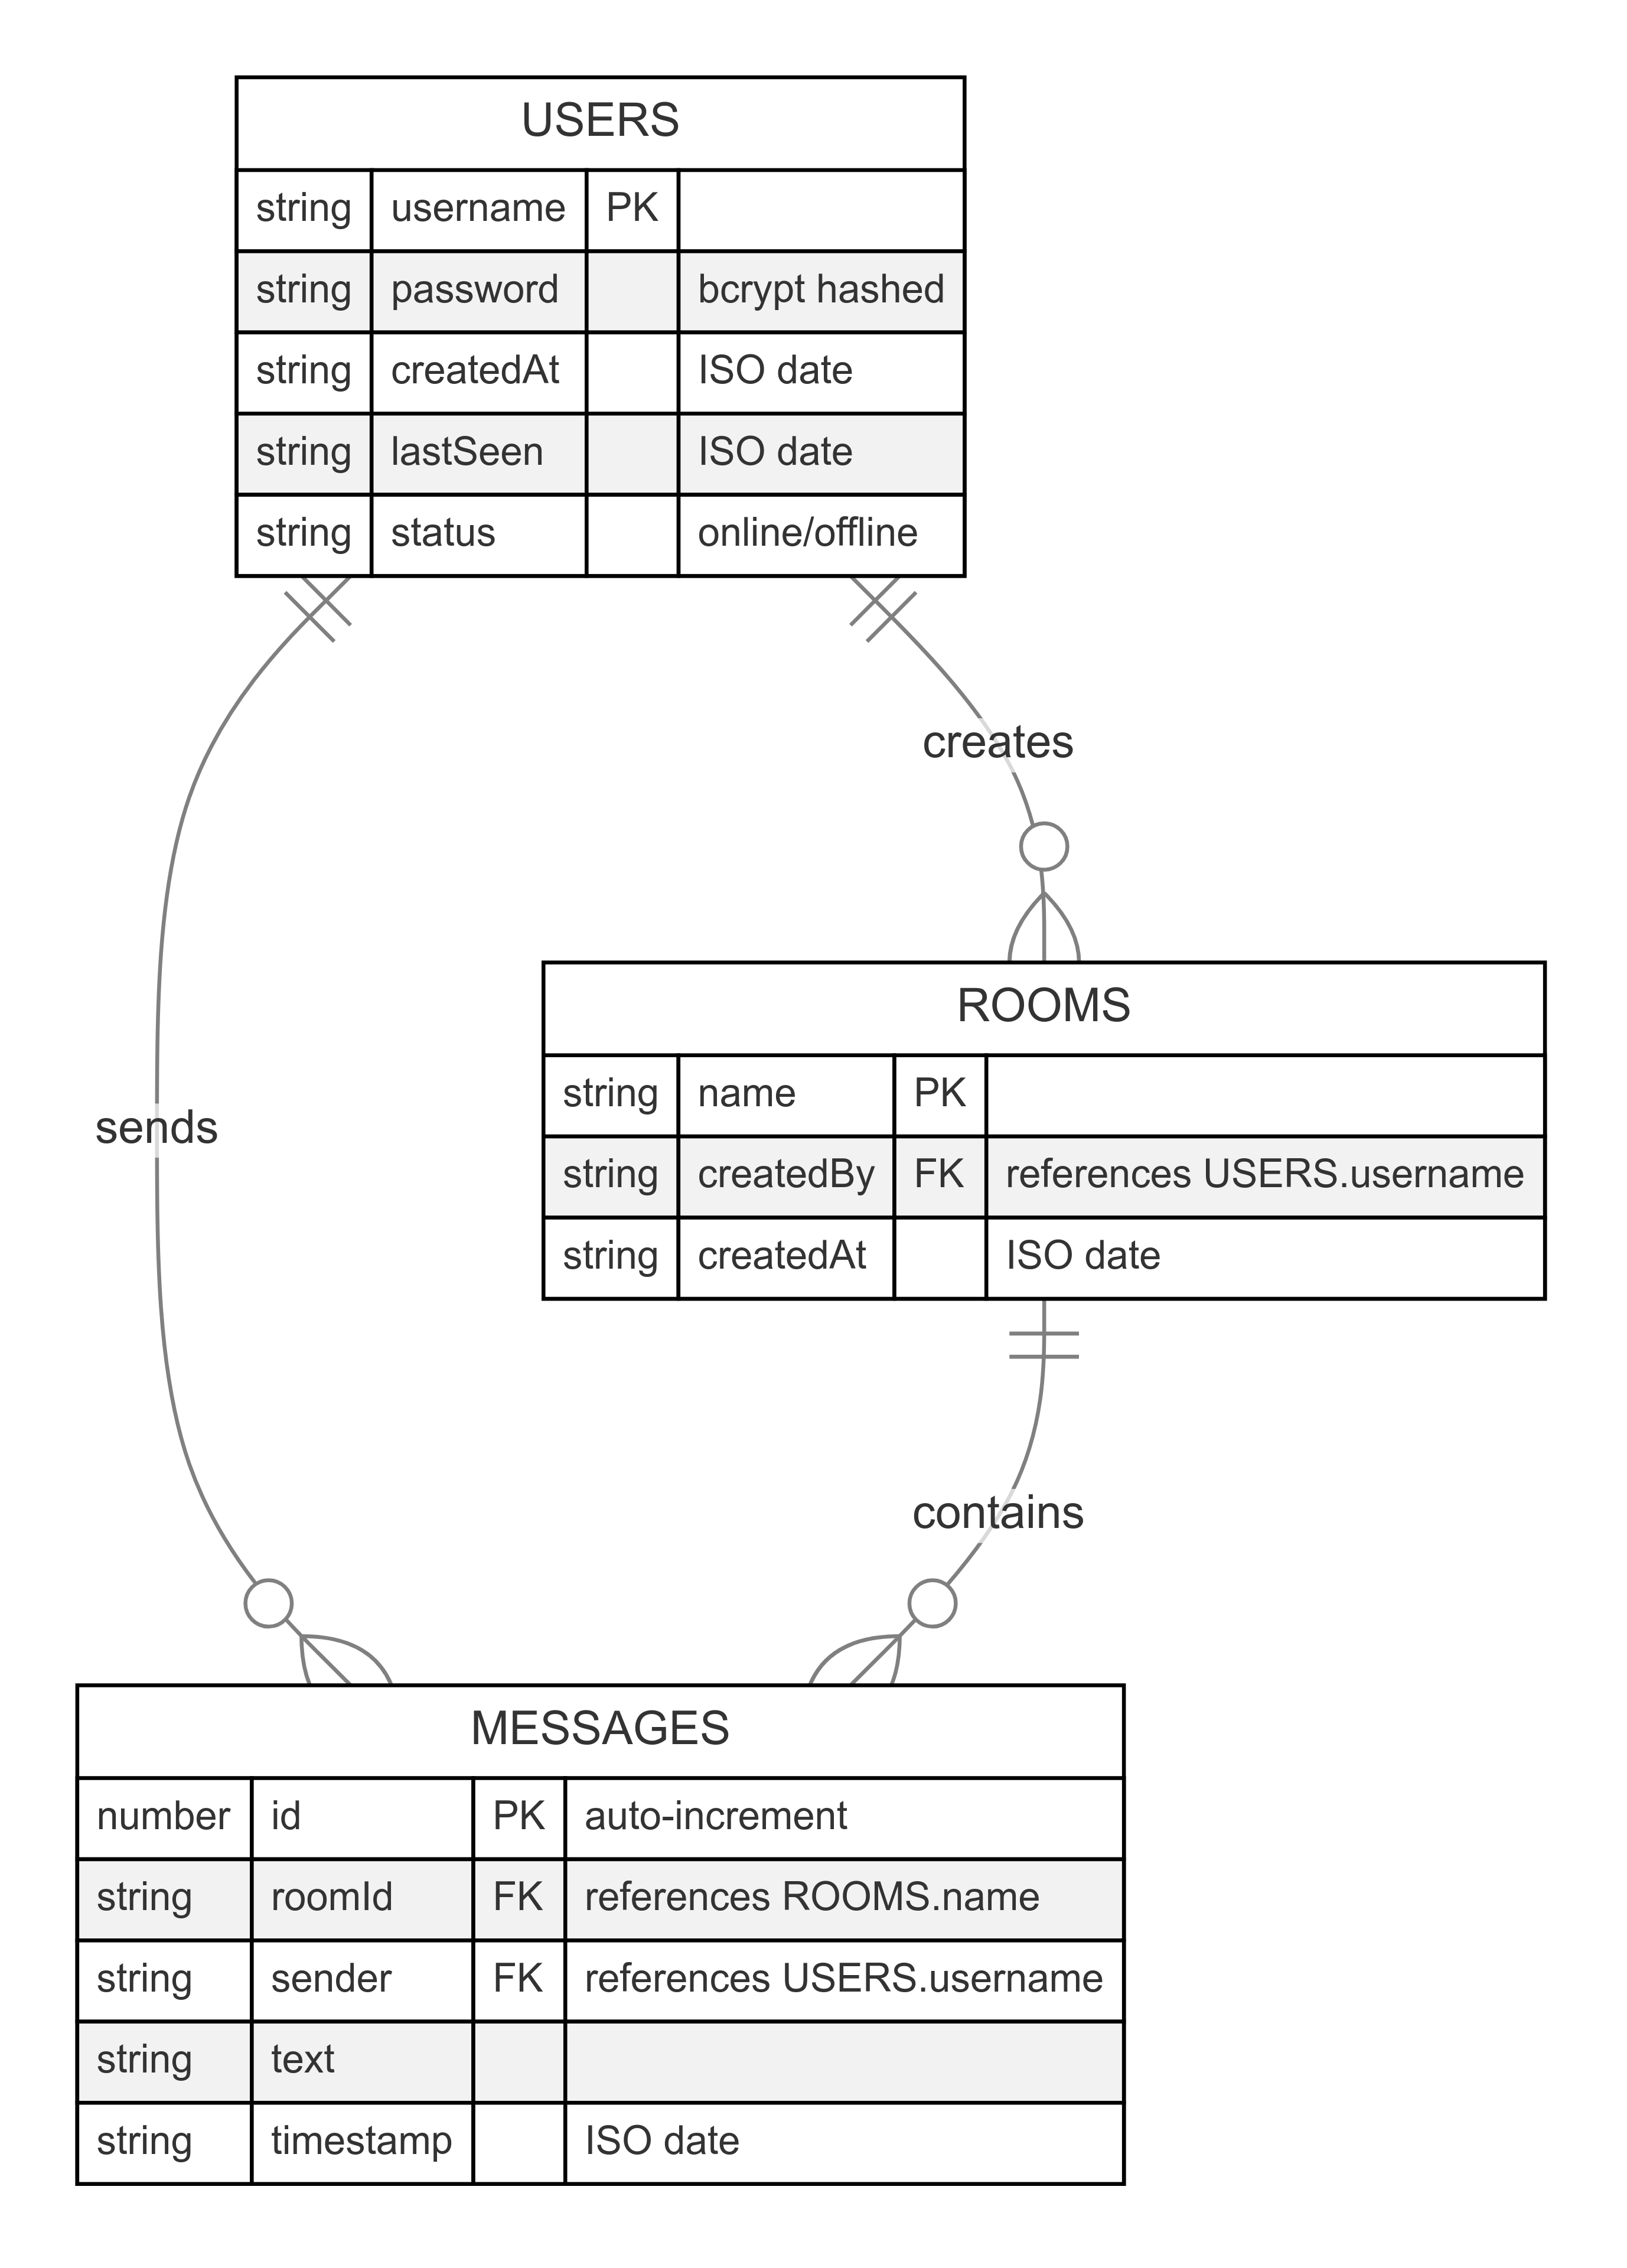 USERS
string username PK
string password bcrypt hashed
string createdAt ISO date
string lastSeen ISO date
string status online/offline
creates
ROOMS
string name PK
string createdBy FK references USERS.username
string createdAt ISO date
sends
contains
MESSAGES
number id PK auto-increment
string roomId FK references ROOMS.name
string sender FK references USERS.username
string text
string timestamp ISO date